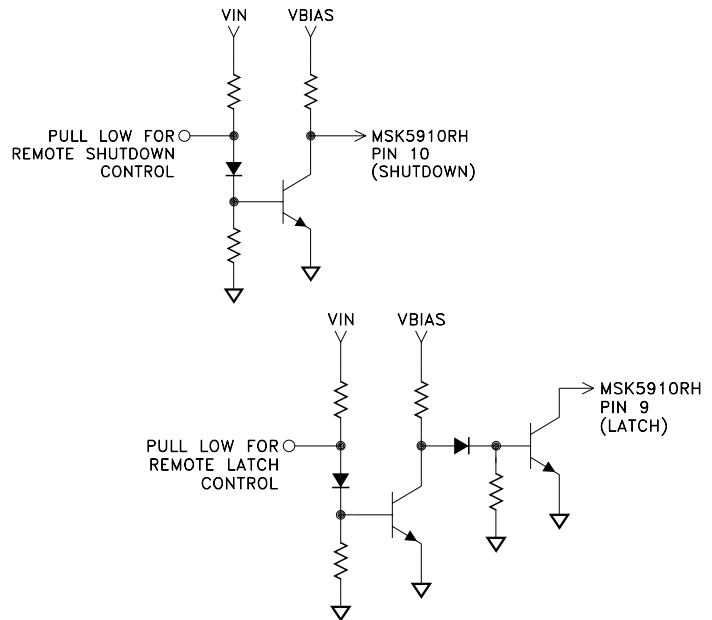 VIN
VBIAS
PULL LOW FOR
REMOTE SHUTDOWN
CONTROL
MSK5910RH
PIN 10
(SHUTDOWN)
VIN
VBIAS
PULL LOW FOR
REMOTE LATCH
CONTROL
MSK5910RH
PIN 9
(LATCH)